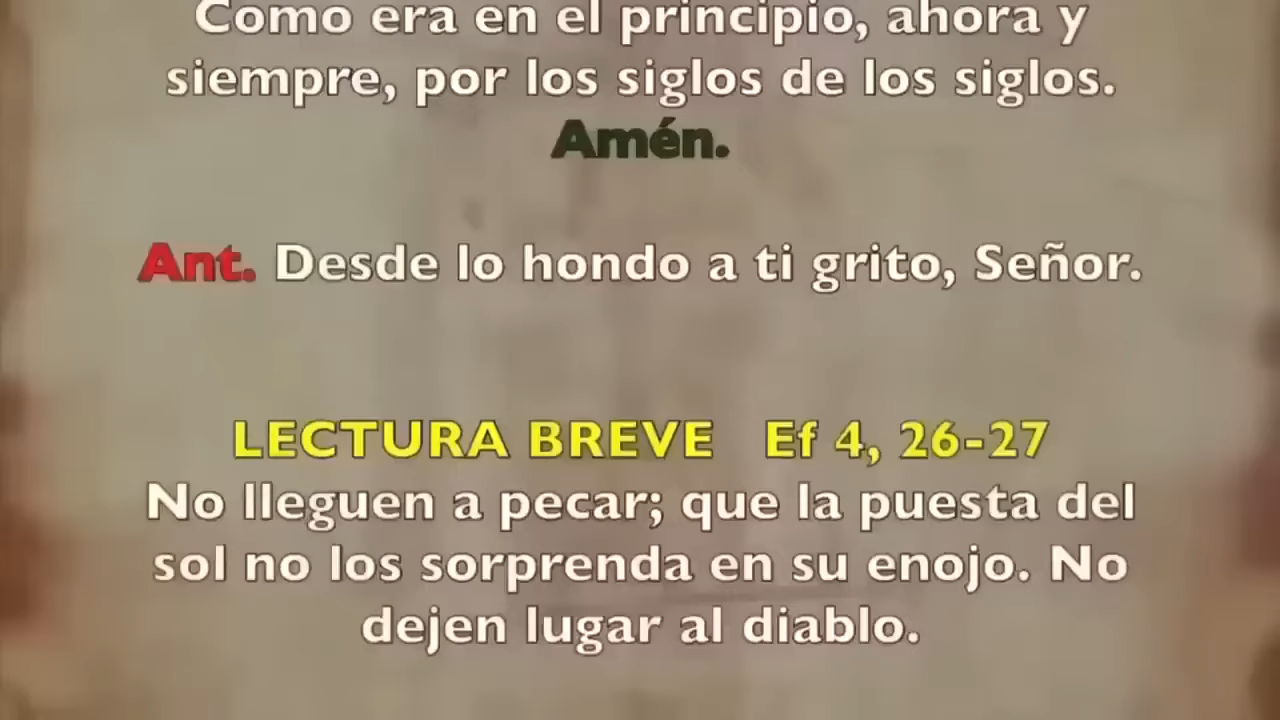 Como era en el principio, ahora y
siempre, por los siglos de los siglos.
Amén.
Ant. Desde lo hondo a ti grito, Señor.
LECTURA BREVE Ef 4, 26-27
No lleguen a pecar; que la puesta del
sol no los sorprenda en su enojo. No
dejen lugar al diablo.